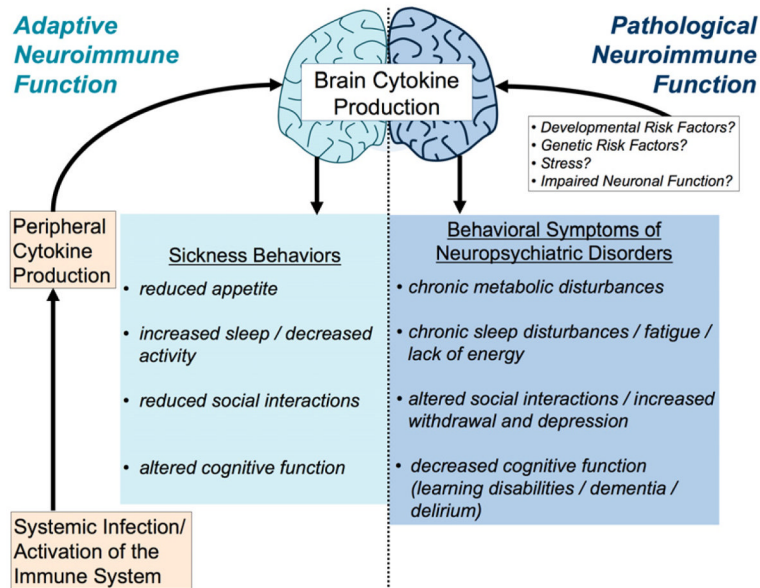 Adaptive
Neuroimmune
Function
Pathological
Neuroimmune
Function
Brain Cytokine
Production
• Developmental Risk Factors?
• Genetic Risk Factors?
• Stress?
• Impaired Neuronal Function?
Peripheral
Cytokine
Production
Systemic Infection/
Activation of the
Immune System
Sickness Behaviors
• reduced appetite
• increased sleep / decreased
activity
• reduced social interactions
• altered cognitive function
Behavioral Symptoms of
Neuropsychiatric Disorders
• chronic metabolic disturbances
• chronic sleep disturbances / fatigue /
lack of energy
• altered social interactions / increased
withdrawal and depression
• decreased cognitive function
(learning disabilities / dementia /
delirium)